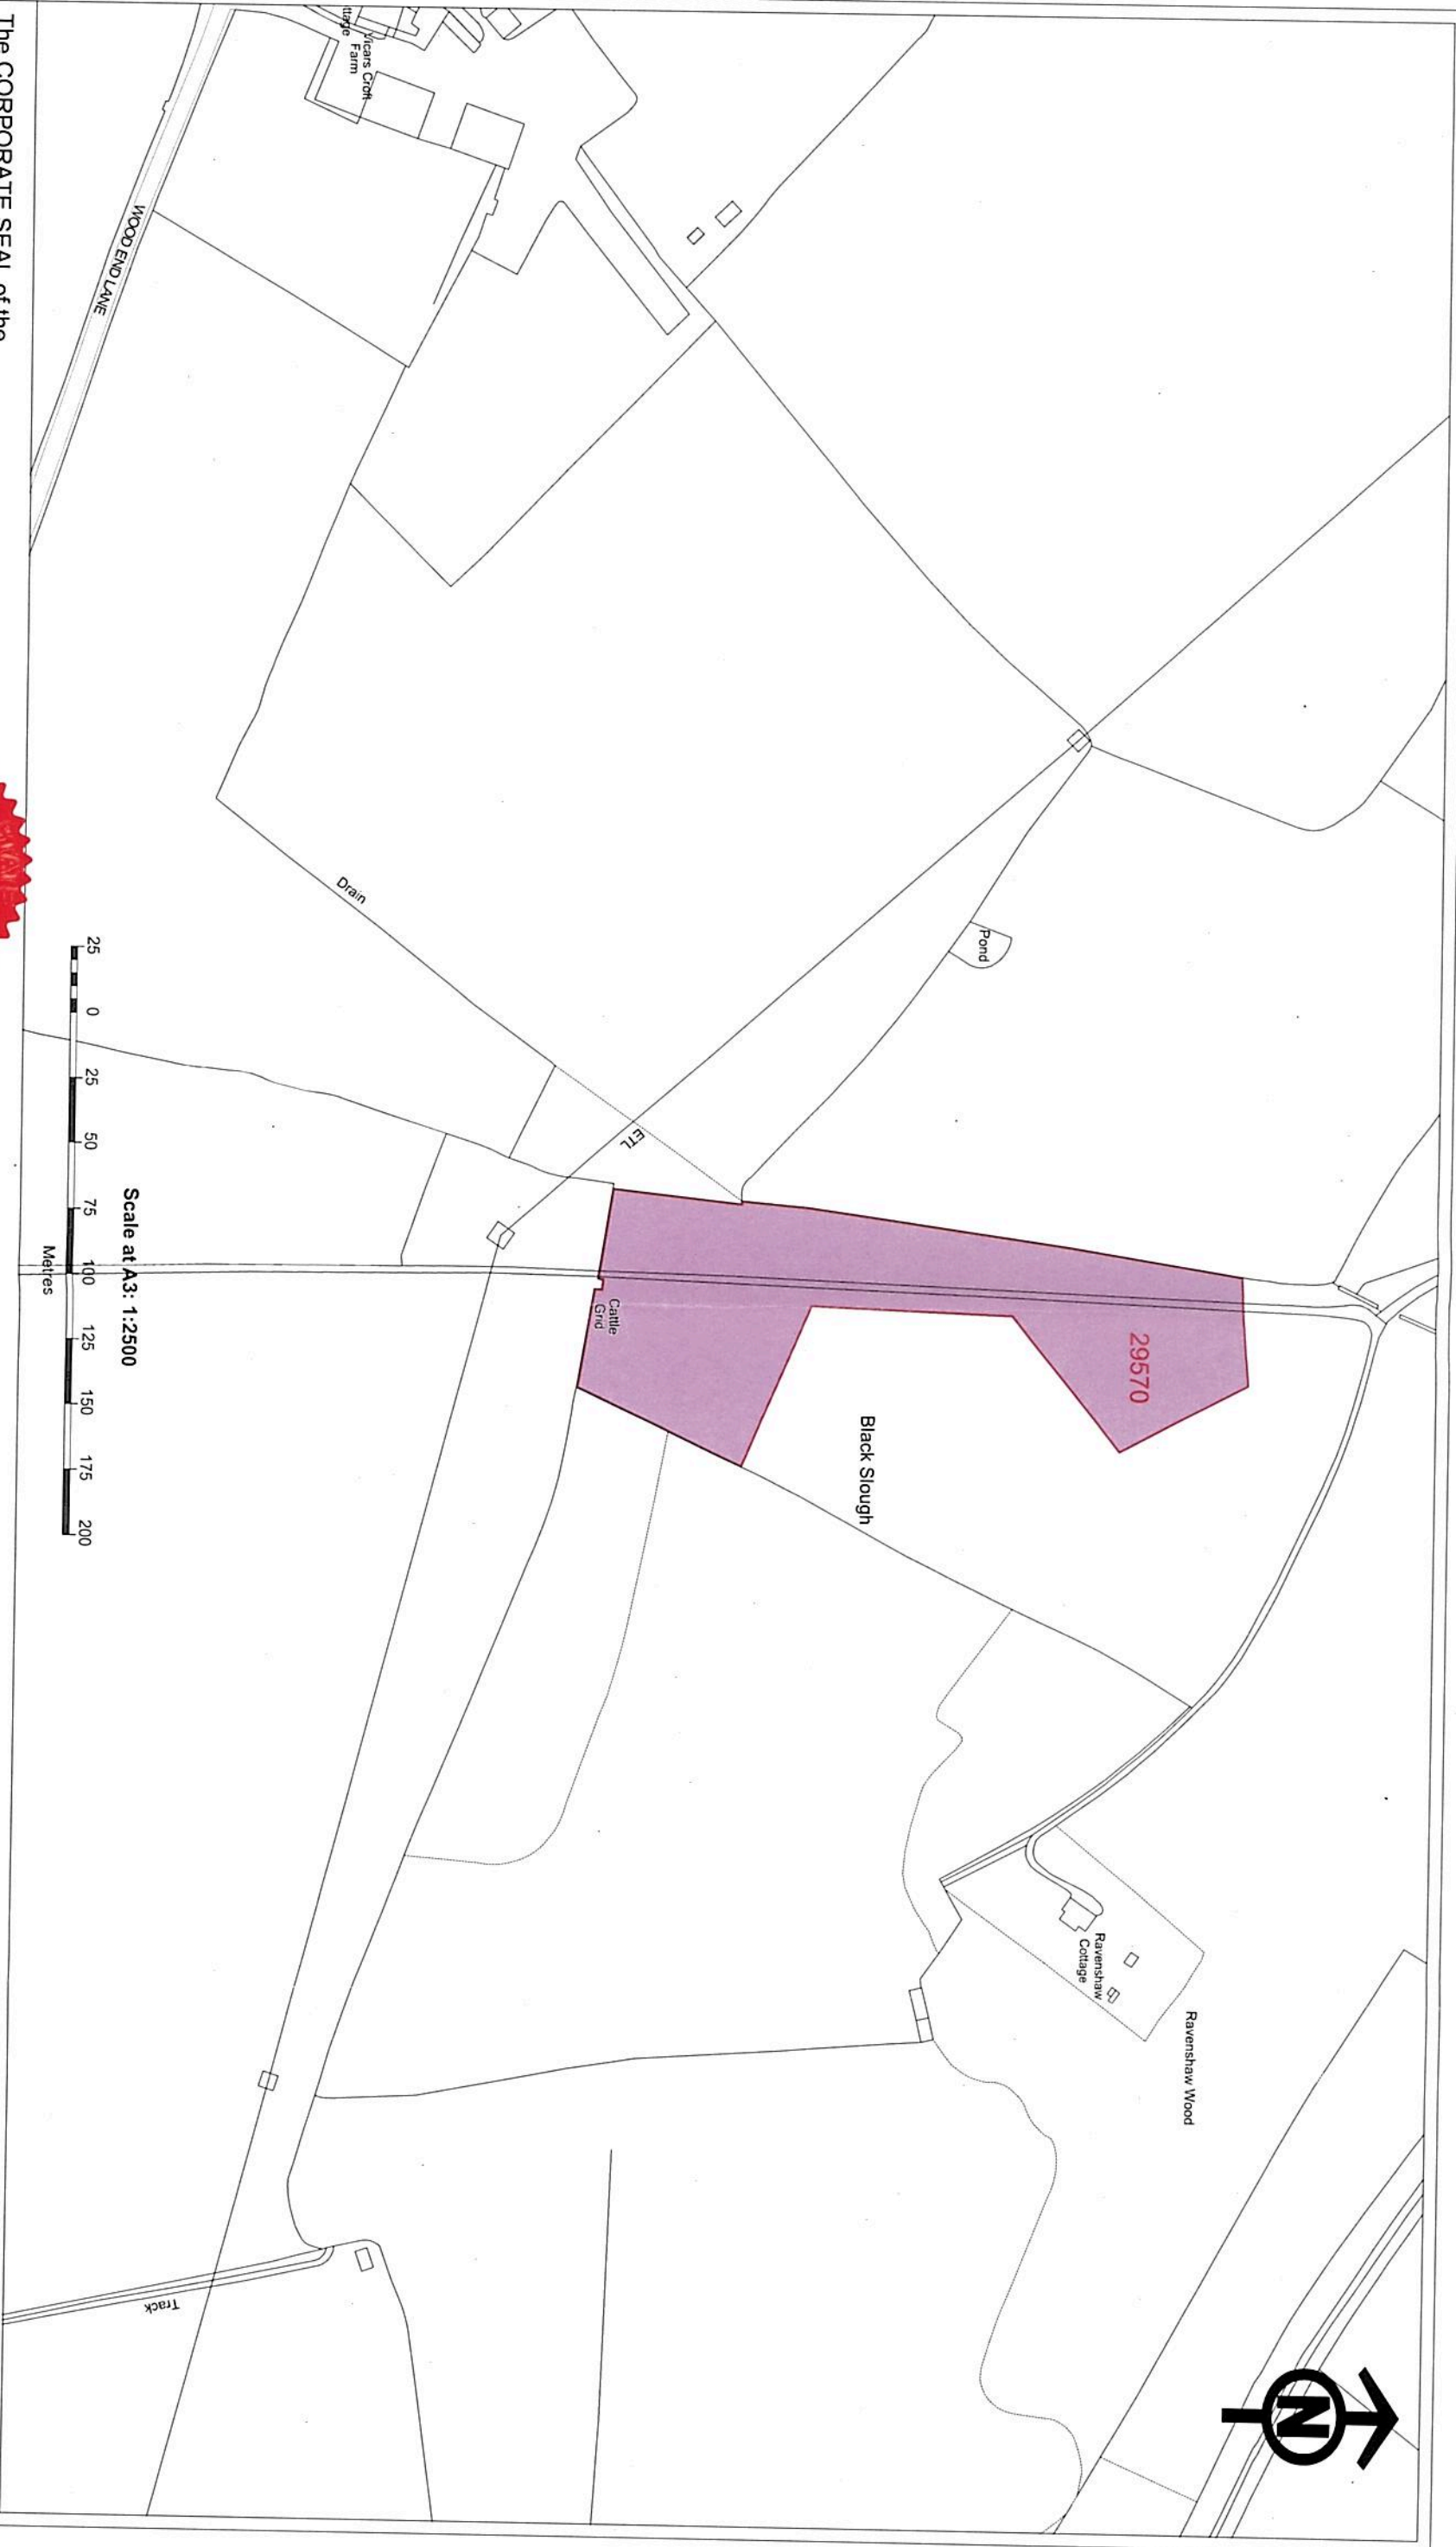 Vicars Croft
Farm
ttage
WOOD END LANE
Drain
Pond
ETL
Cattle
Grid
29570
Black Slough
Ravenshaw
Cottage
Ravenshaw Wood
Track
N
Scale at A3: 1:2500
25 0 25 50 75 100 125 150 175 200
Metres
The CORPORATE SEAL of the